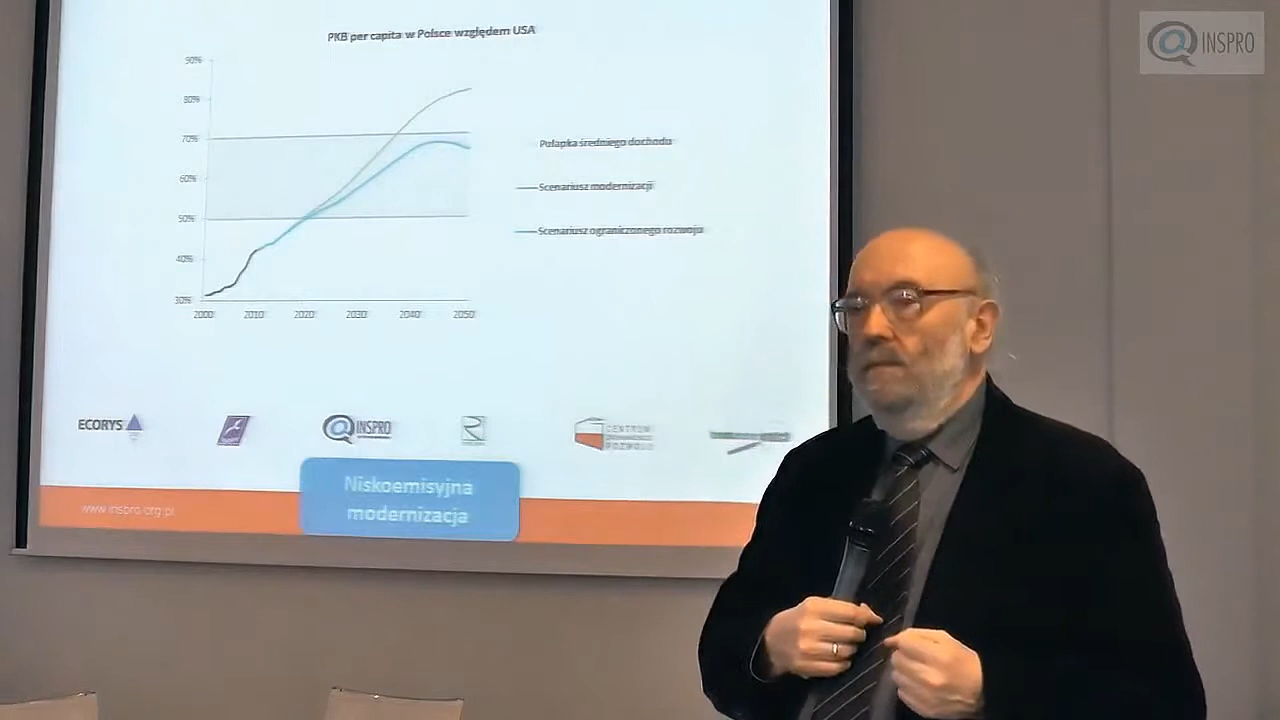 INSPRO
PKB per capita w Polsce względem USA
90%
80%
70%
60%
50%
40%
30%
2000 2010 2020 2030 2040 2050
Pułapka średniego dochodu
Scenariusz modernizacji
Scenariusz ograniczonego rozwoju
ECORYS
INSPRO
CENTRUM
ROZWOJU
www.inspro.org.pl
Niskoemisyjna
modernizacja